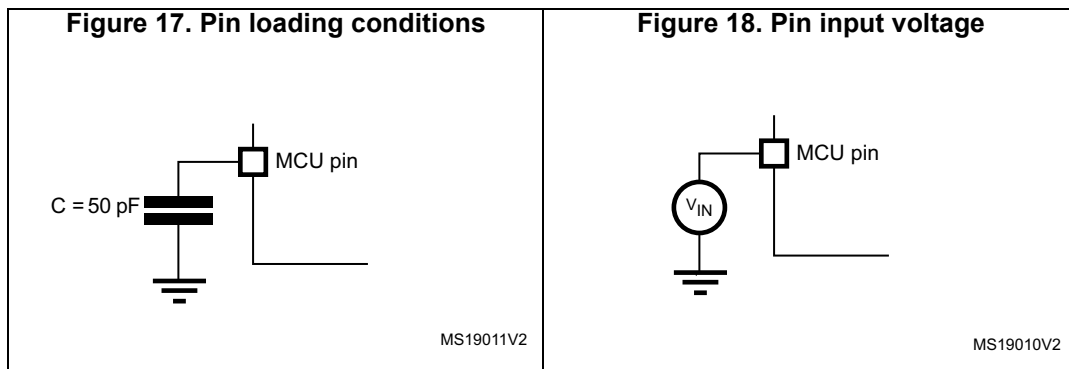 Figure 17. Pin loading conditions
MCU pin
C = 50 pF
MS19011V2
Figure 18. Pin input voltage
MCU pin
VIN
MS19010V2